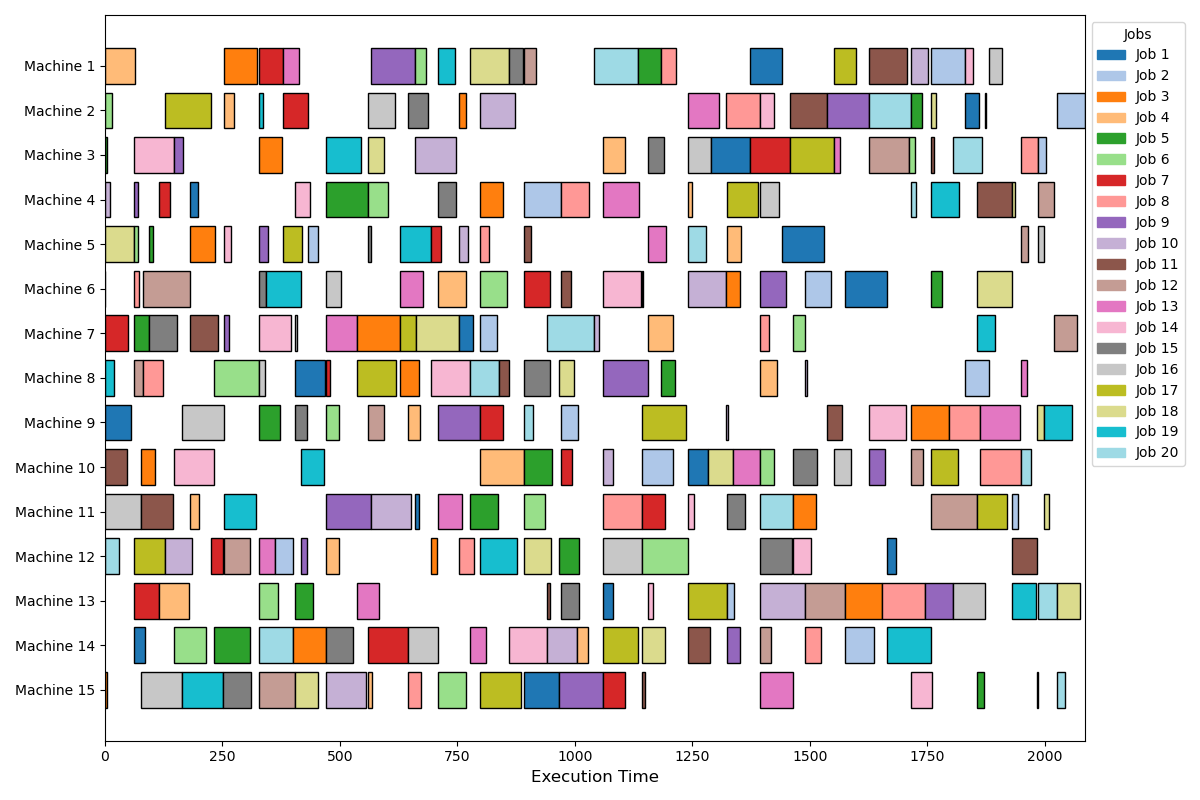 Machine 1
Machine 2
Machine 3
Machine 4
Machine 5
Machine 6
Machine 7
Machine 8
Machine 9
Machine 10
Machine 11
Machine 12
Machine 13
Machine 14
Machine 15
0 250 500 750 1000 1250 1500 1750 2000
Execution Time
Jobs
Job 1
Job 2
Job 3
Job 4
Job 5
Job 6
Job 7
Job 8
Job 9
Job 10
Job 11
Job 12
Job 13
Job 14
Job 15
Job 16
Job 17
Job 18
Job 19
Job 20